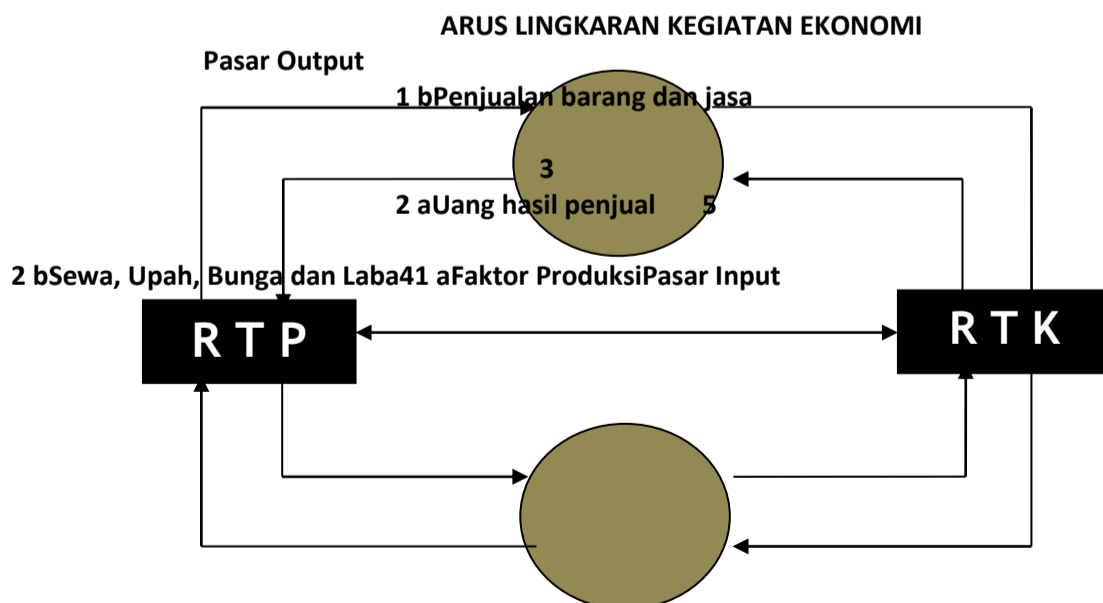 ARUS LINGKARAN KEGIATAN EKONOMI
Pasar Output
1 bPenjualan barang dan jasa
3
2 aUang hasil penjual 5
2 bSewa, Upah, Bunga dan Laba41 aFaktor ProduksiPasar Input
R T P
R T K